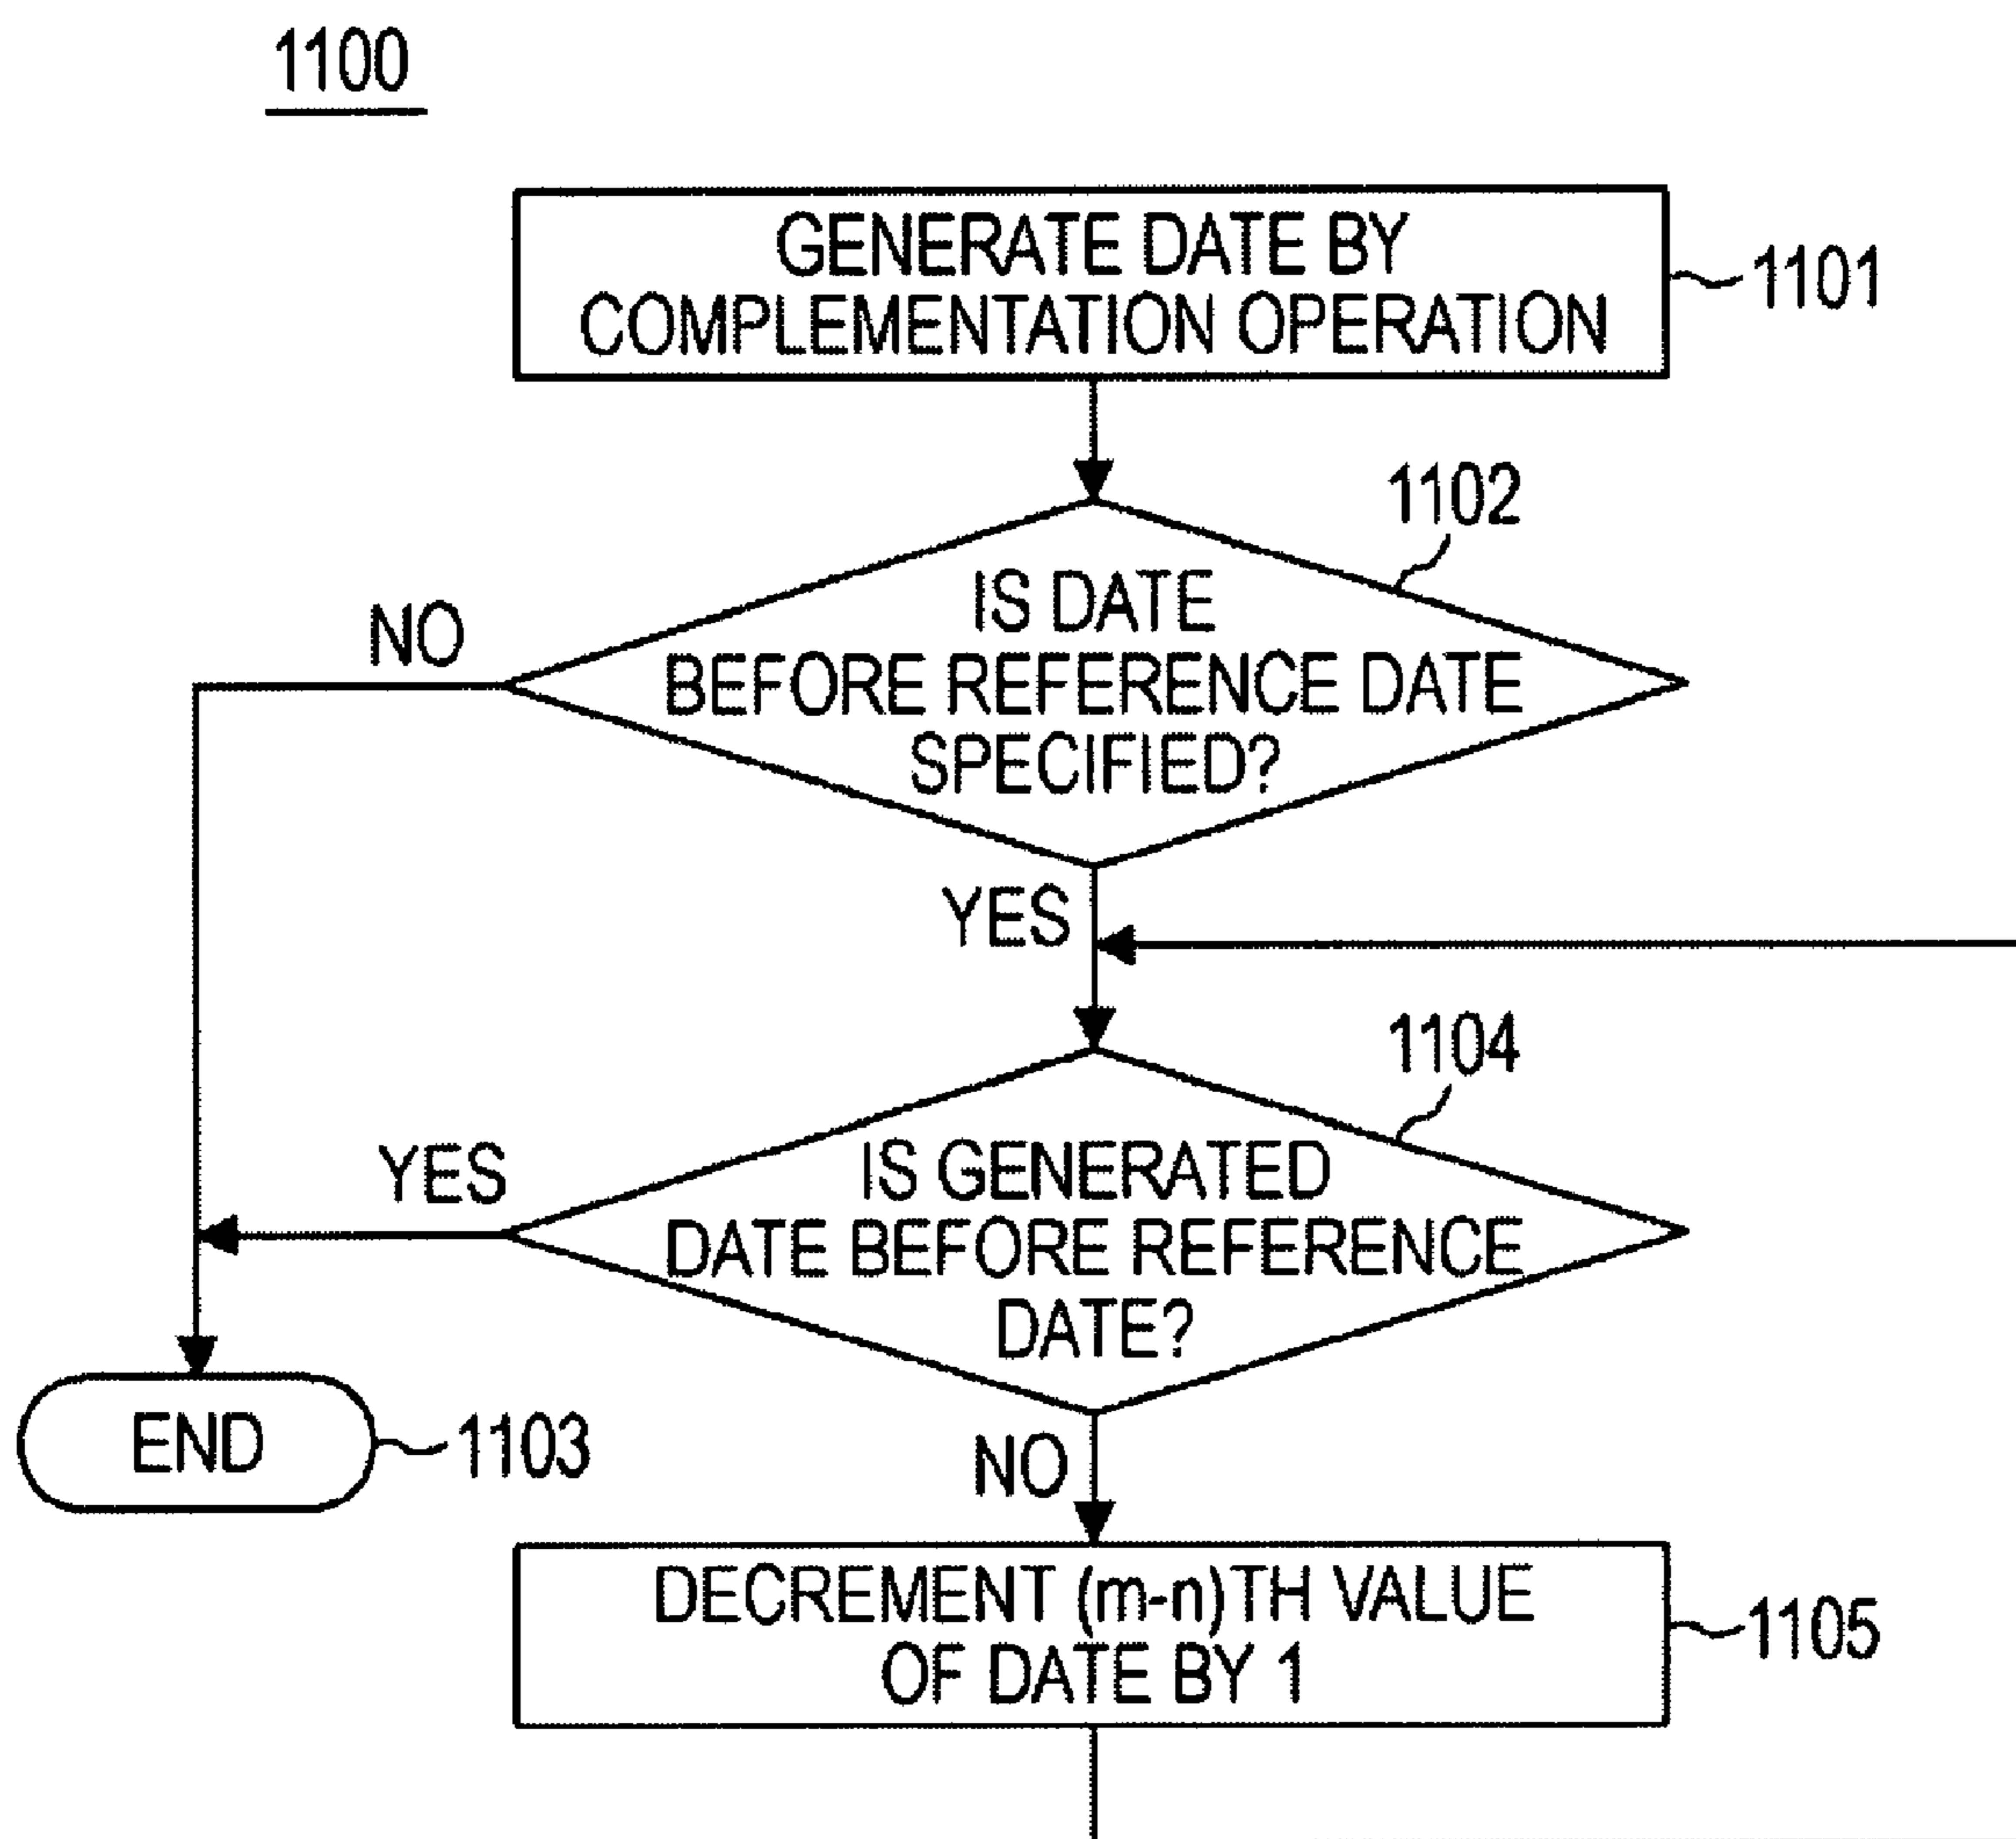 1100
GENERATE DATE BY
COMPLEMENTATION OPERATION
1101
1102
IS DATE
BEFORE REFERENCE DATE
SPECIFIED?
NO
YES
1104
IS GENERATED
DATE BEFORE REFERENCE
DATE?
YES
END
1103
NO
DECREMENT (m-n)TH VALUE
OF DATE BY 1
1105